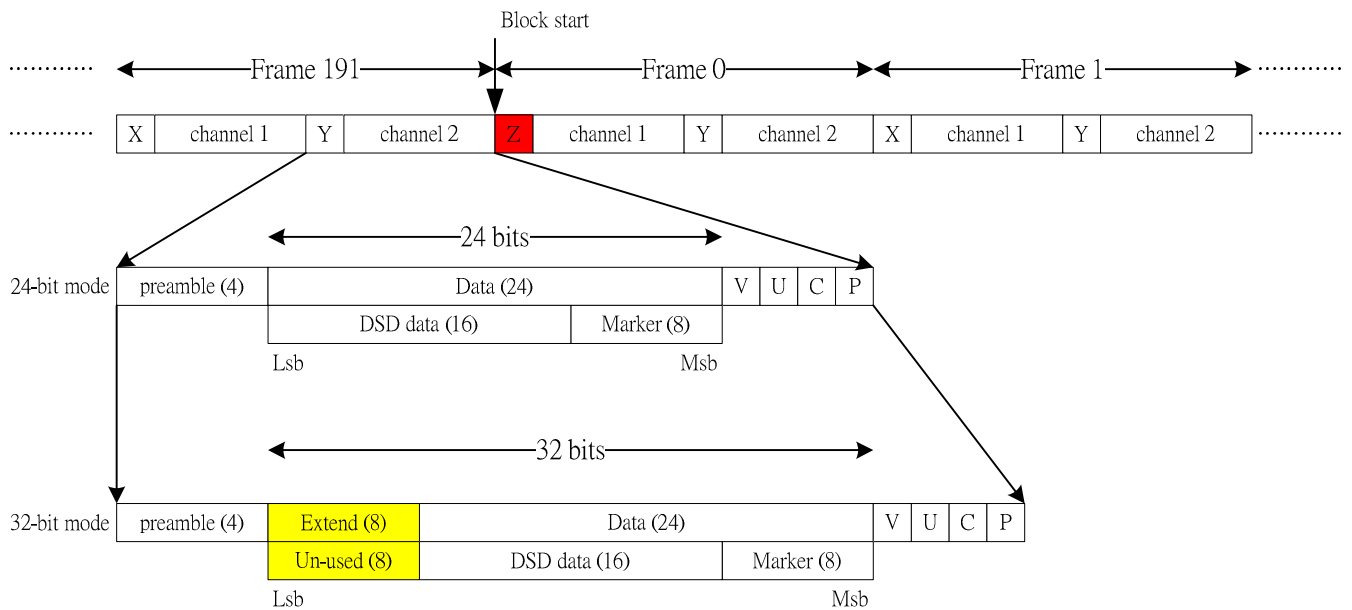 Block start
............ Frame 191 Frame 0 Frame 1 ............
............ X channel 1 Y channel 2 Z channel 1 Y channel 2 X channel 1 Y channel 2 ............
24 bits
24-bit mode preamble (4) Data (24) V U C P
DSD data (16) Marker (8)
Lsb Msb
32 bits
32-bit mode preamble (4) Extend (8) Data (24) V U C P
Un-used (8) DSD data (16) Marker (8)
Lsb Msb